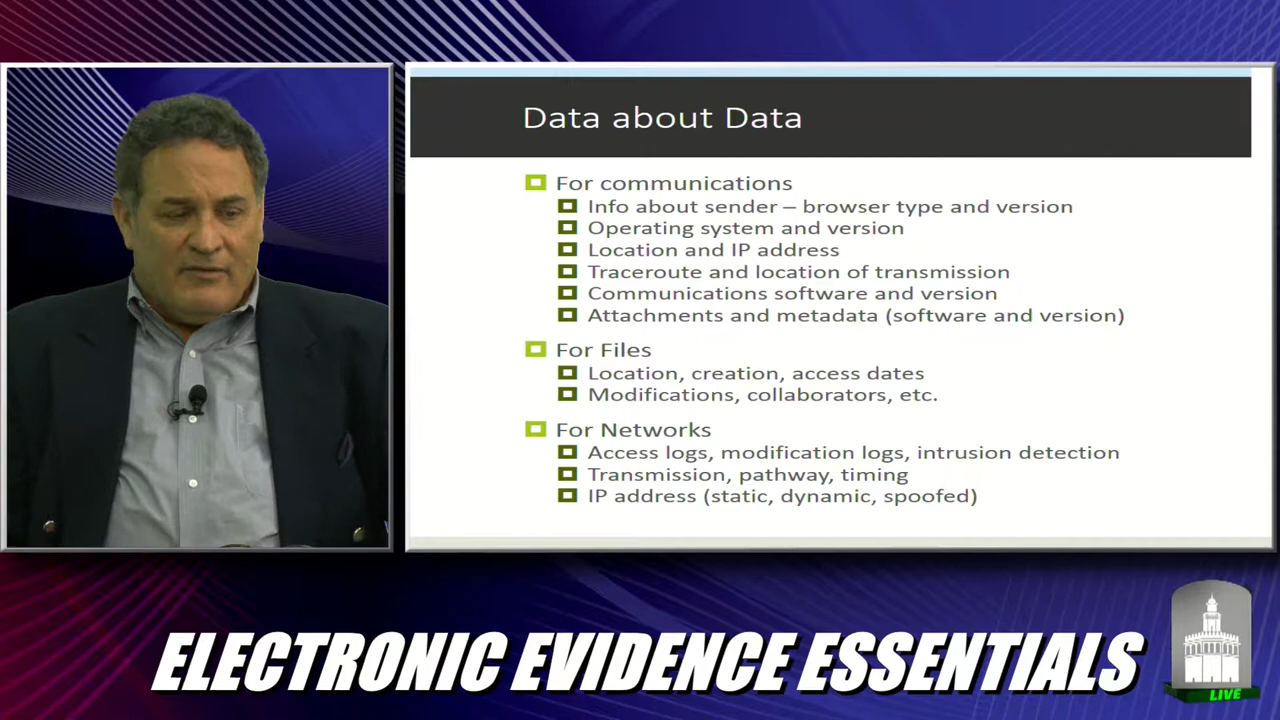 Data about Data
For communications
Info about sender – browser type and version
Operating system and version
Location and IP address
Traceroute and location of transmission
Communications software and version
Attachments and metadata (software and version)
For Files
Location, creation, access dates
Modifications, collaborators, etc.
For Networks
Access logs, modification logs, intrusion detection
Transmission, pathway, timing
IP address (static, dynamic, spoofed)
ELECTRONIC EVIDENCE ESSENTIALS
LIVE